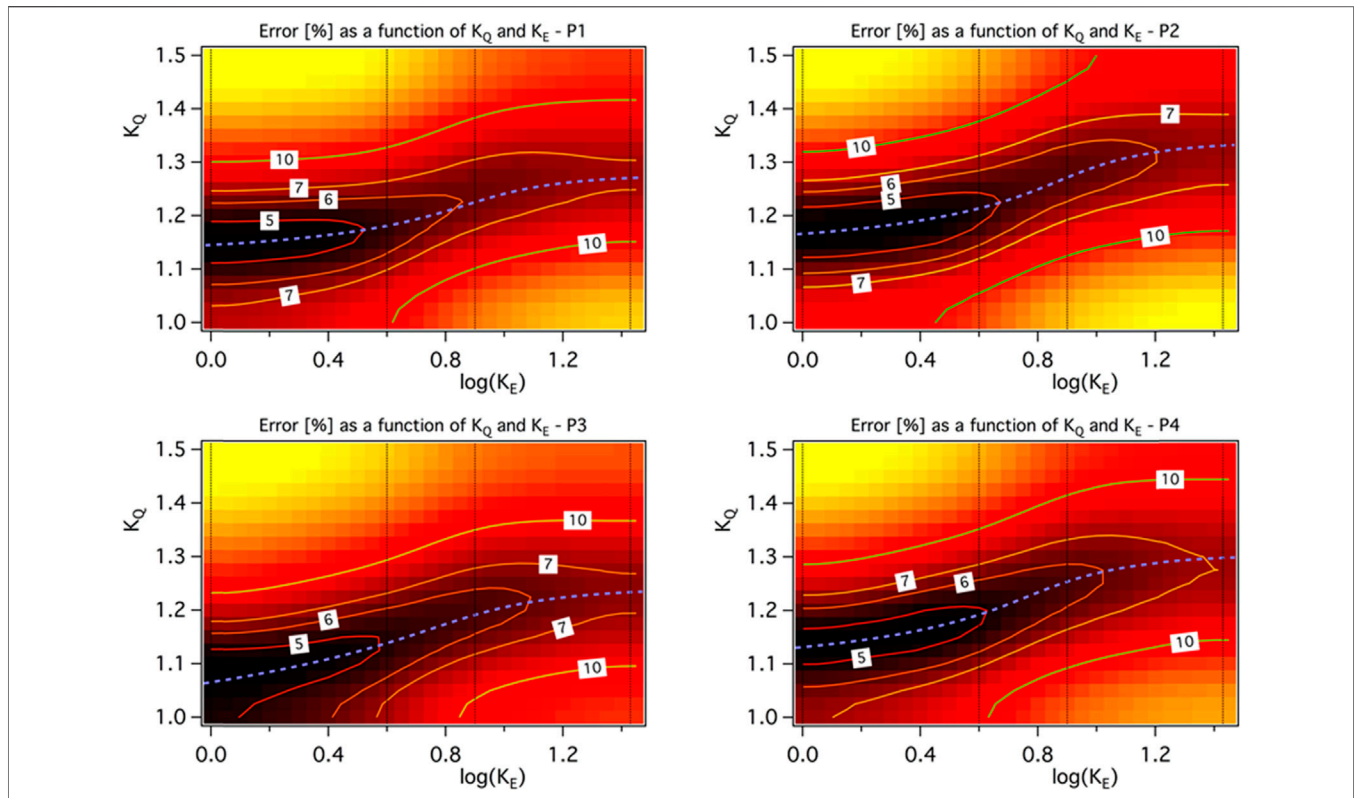 Error [%] as a function of K_Q and K_E - P1
1.5
1.4
1.3
1.2
1.1
1.0
K_Q
10
7
6
5
7
10
0.0 0.4 0.8 1.2
log(K_E)
Error [%] as a function of K_Q and K_E - P2
1.5
1.4
1.3
1.2
1.1
1.0
K_Q
7
10
6
5
10
7
0.0 0.4 0.8 1.2
log(K_E)
Error [%] as a function of K_Q and K_E - P3
1.5
1.4
1.3
1.2
1.1
1.0
K_Q
10
7
6
7
5
10
0.0 0.4 0.8 1.2
log(K_E)
Error [%] as a function of K_Q and K_E - P4
1.5
1.4
1.3
1.2
1.1
1.0
K_Q
10
7
6
5
10
0.0 0.4 0.8 1.2
log(K_E)